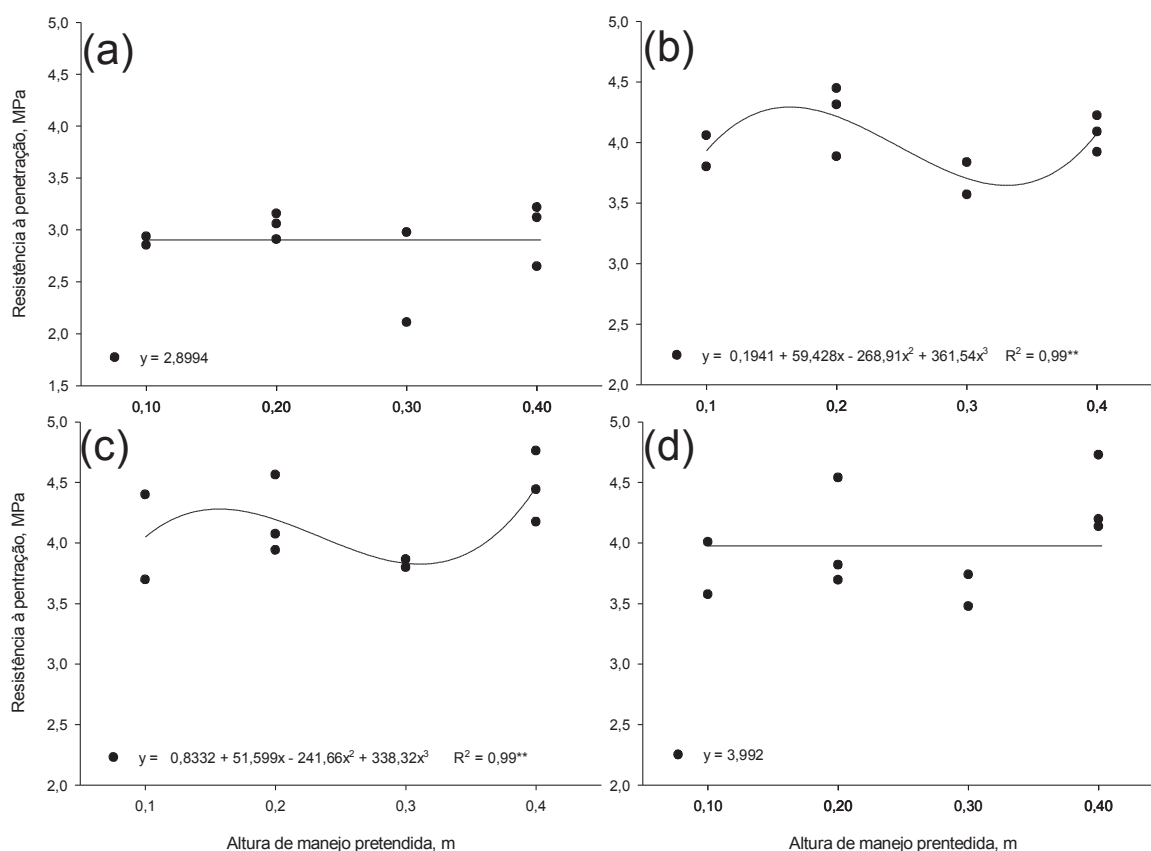 (a)
Resistência à penetração, MPa
5,0
4,5
4,0
3,5
3,0
2,5
2,0
1,5
y = 2,8994
0,10 0,20 0,30 0,40
(b)
5,0
4,5
4,0
3,5
3,0
2,5
2,0
y = 0,1941 + 59,428x - 268,91x² + 361,54x³ R² = 0,99**
0,1 0,2 0,3 0,4
(c)
Resistência à pentração, MPa
5,0
4,5
4,0
3,5
3,0
2,5
2,0
y = 0,8332 + 51,599x - 241,66x² + 338,32x³ R² = 0,99**
0,1 0,2 0,3 0,4
Altura de manejo pretendida, m
(d)
5,0
4,5
4,0
3,5
3,0
2,5
2,0
y = 3,992
0,10 0,20 0,30 0,40
Altura de manejo prentedida, m